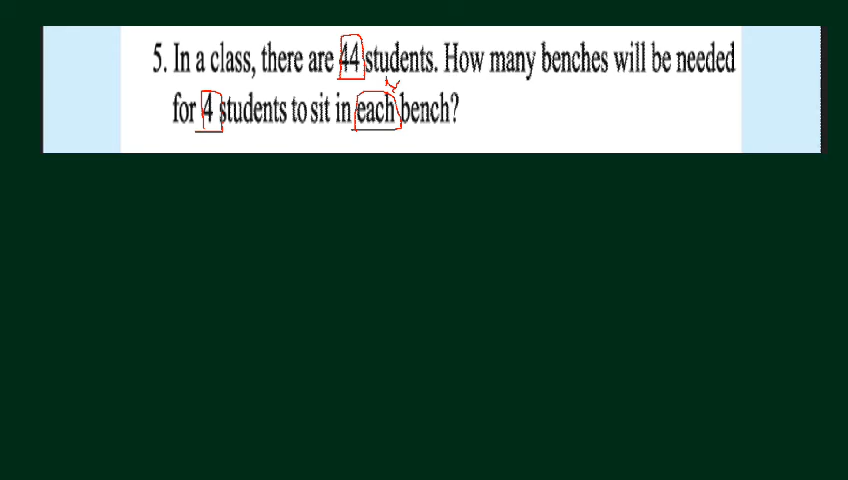 5. In a class, there are 44 students. How many benches will be needed
for 4 students to sit in each bench?